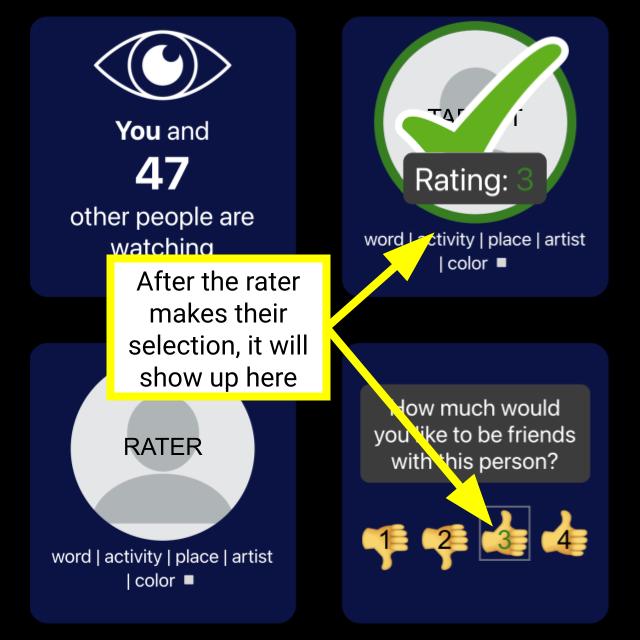 You and
47
other people are
watching
Rating: 3
word | activity | place | artist
| color
After the rater
makes their
selection, it will
show up here
RATER
word | activity | place | artist
| color
How much would
you like to be friends
with this person?
1 2 3 4